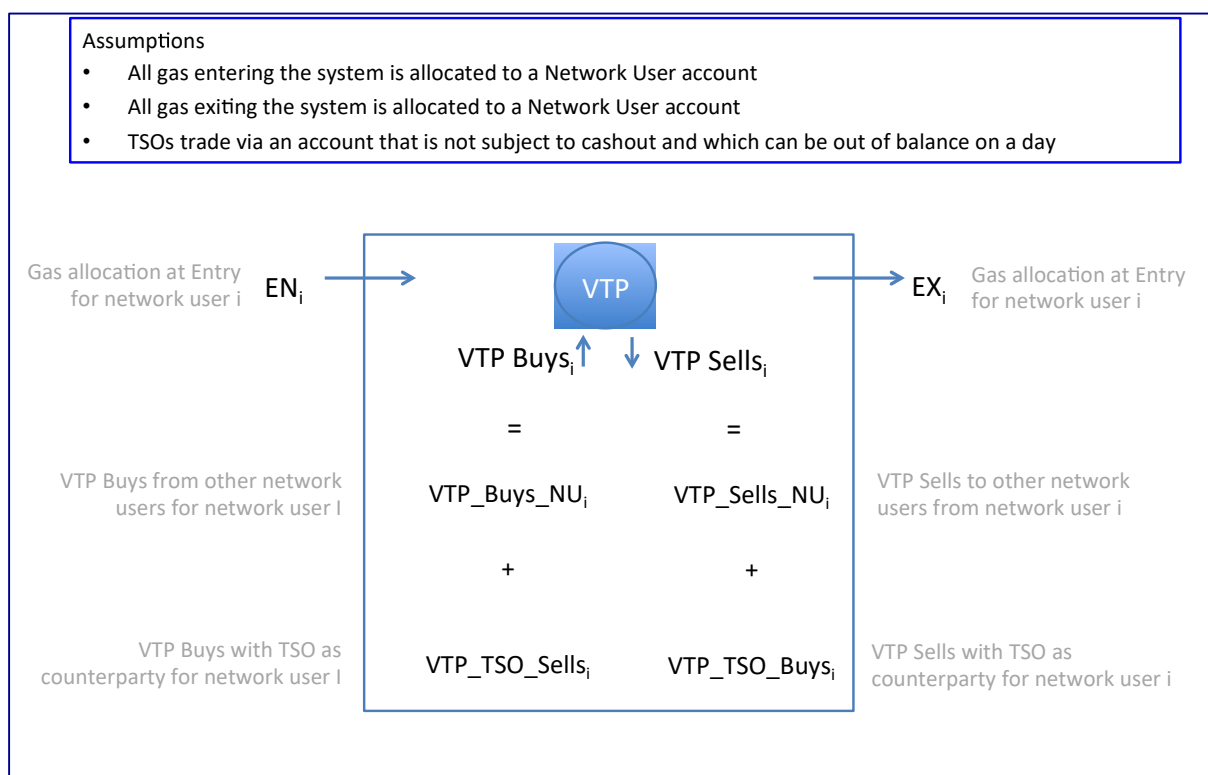 Assumptions
• All gas entering the system is allocated to a Network User account
• All gas exiting the system is allocated to a Network User account
• TSOs trade via an account that is not subject to cashout and which can be out of balance on a day
Gas allocation at Entry
for network user i
ENi
VTP
EXi
Gas allocation at Entry
for network user i
VTP Buysi
VTP Sellsi
=
=
VTP Buys from other network
users for network user I
VTP_Buys_NUi
VTP_Sells_NUi
VTP Sells to other network
users from network user i
+
+
VTP Buys with TSO as
counterparty for network user I
VTP_TSO_Sellsi
VTP_TSO_Buysi
VTP Sells with TSO as
counterparty for network user i